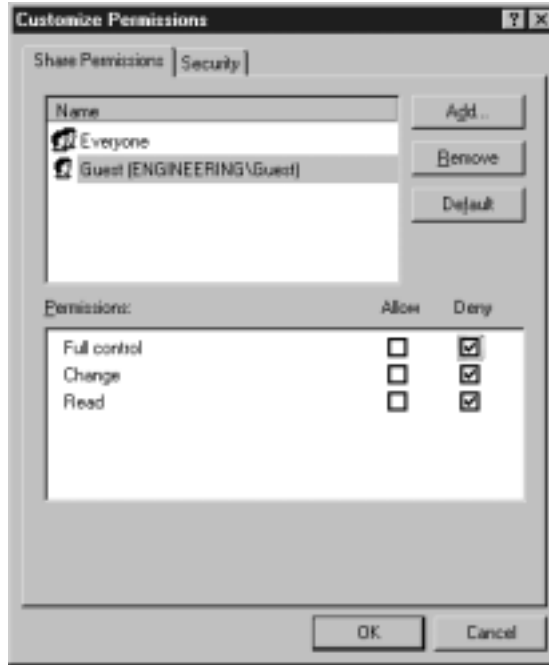 Customize Permissions
Share Permissions Security
Name
Everyone
Guest (ENGINEERING\Guest)
Add...
Remove
Default
Permissions: Allow Deny
Full control
Change
Read
OK Cancel